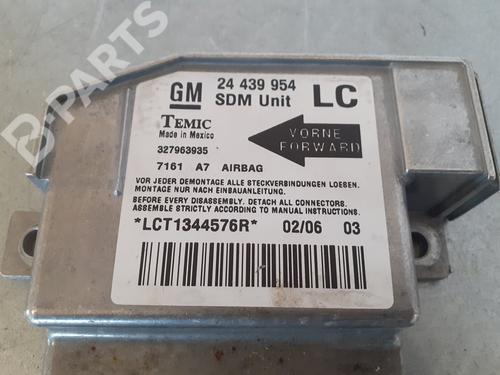 GM
24 439 954
SDM Unit
LC
TEMIC
Made in Mexico
327963935
VORNE
FORWARD
7161 A7 AIRBAG
VOR JEDER DEMONTAGE ALLE STECKVERBINDUNGEN LOESEN.
MONTAGE NUR NACH EINBAUANLEITUNG.
BEFORE EVERY DISASSEMBLE, DETACH ALL CONNECTORS.
ASSEMBLE STRICTLY ACCORDING TO MANUAL INSTRUCTIONS.
*LCT1344576R* 02/06 03
B-PARTS